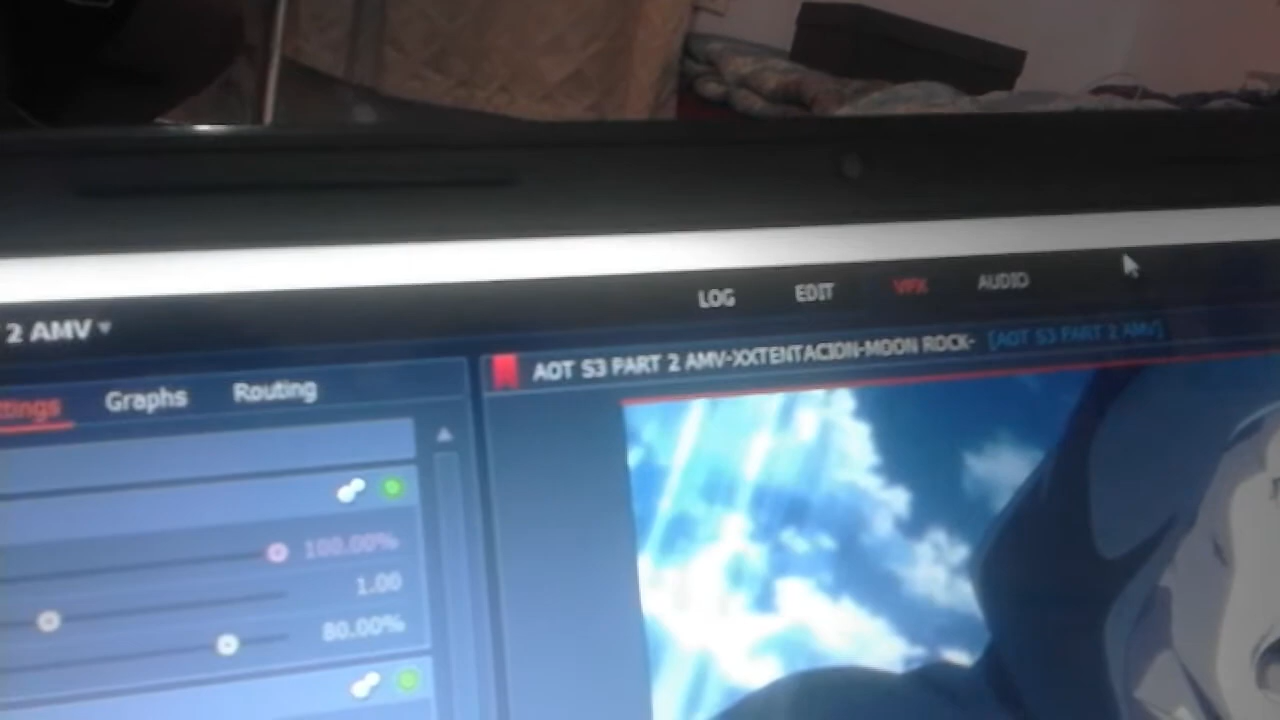 LOG EDIT VFX AUDIO
2 AMV
AOT S3 PART 2 AMV-XXTENTACION-MOON ROCK- [AOT S3 PART 2 AMV]
ttings Graphs Routing
100.00%
1.00
80.00%